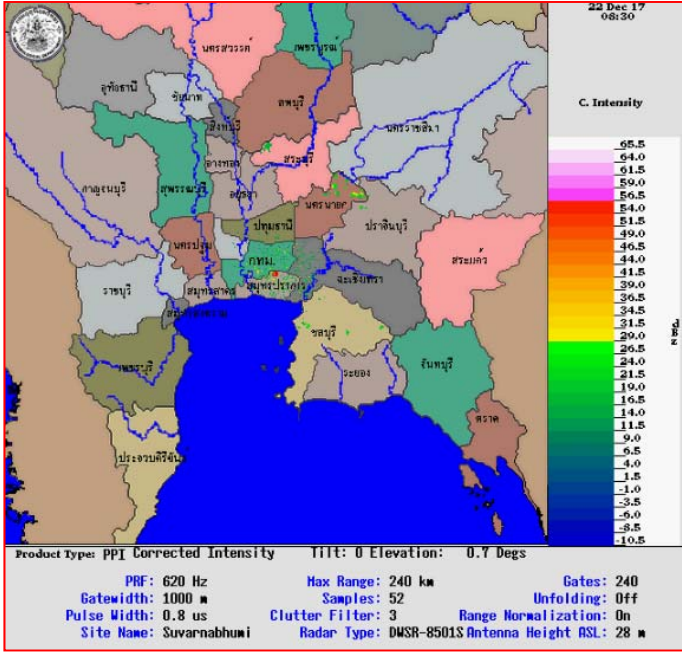 22 Dec 17
08:30
C. Intensity
นครสวรรค์
เพชรบูรณ์
อุทัยธานี
ชัยนาท
ลพบุรี
สิงหบุรี
นครราชสีมา
อ่างทอง
สระบุรี
กาญจนบุรี
สุพรรณบุรี
อยุธยา
นครนายก
ปราจีนบุรี
ปทุมธานี
นครปฐม
สระแก้ว
กทม.
ราชบุรี
สมุทรสาคร
สมุทรปราการ
ฉะเชิงเทรา
ชลบุรี
เพชรบุรี
ระยอง
จันทบุรี
ตราด
ประจวบคีรีขันธ์
65.5
64.0
61.5
59.0
56.5
54.0
51.5
49.0
46.5
44.0
41.5
39.0
36.5
34.0
31.5
29.0
26.5
24.0
21.5
19.0
16.5
14.0
11.5
9.0
6.5
4.0
1.5
-1.0
-3.5
-6.0
-8.5
-10.5
Product Type: PPI Corrected Intensity Tilt: 0 Elevation: 0.7 Degs
PRF: 620 Hz Max Range: 240 km Gates: 240
Gatewidth: 1000 m Samples: 52 Unfolding: Off
Pulse Width: 0.8 us Clutter Filter: 3 Range Normalization: On
Site Name: Suvarnabhumi Radar Type: DWSR-8501S Antenna Height ASL: 28 m